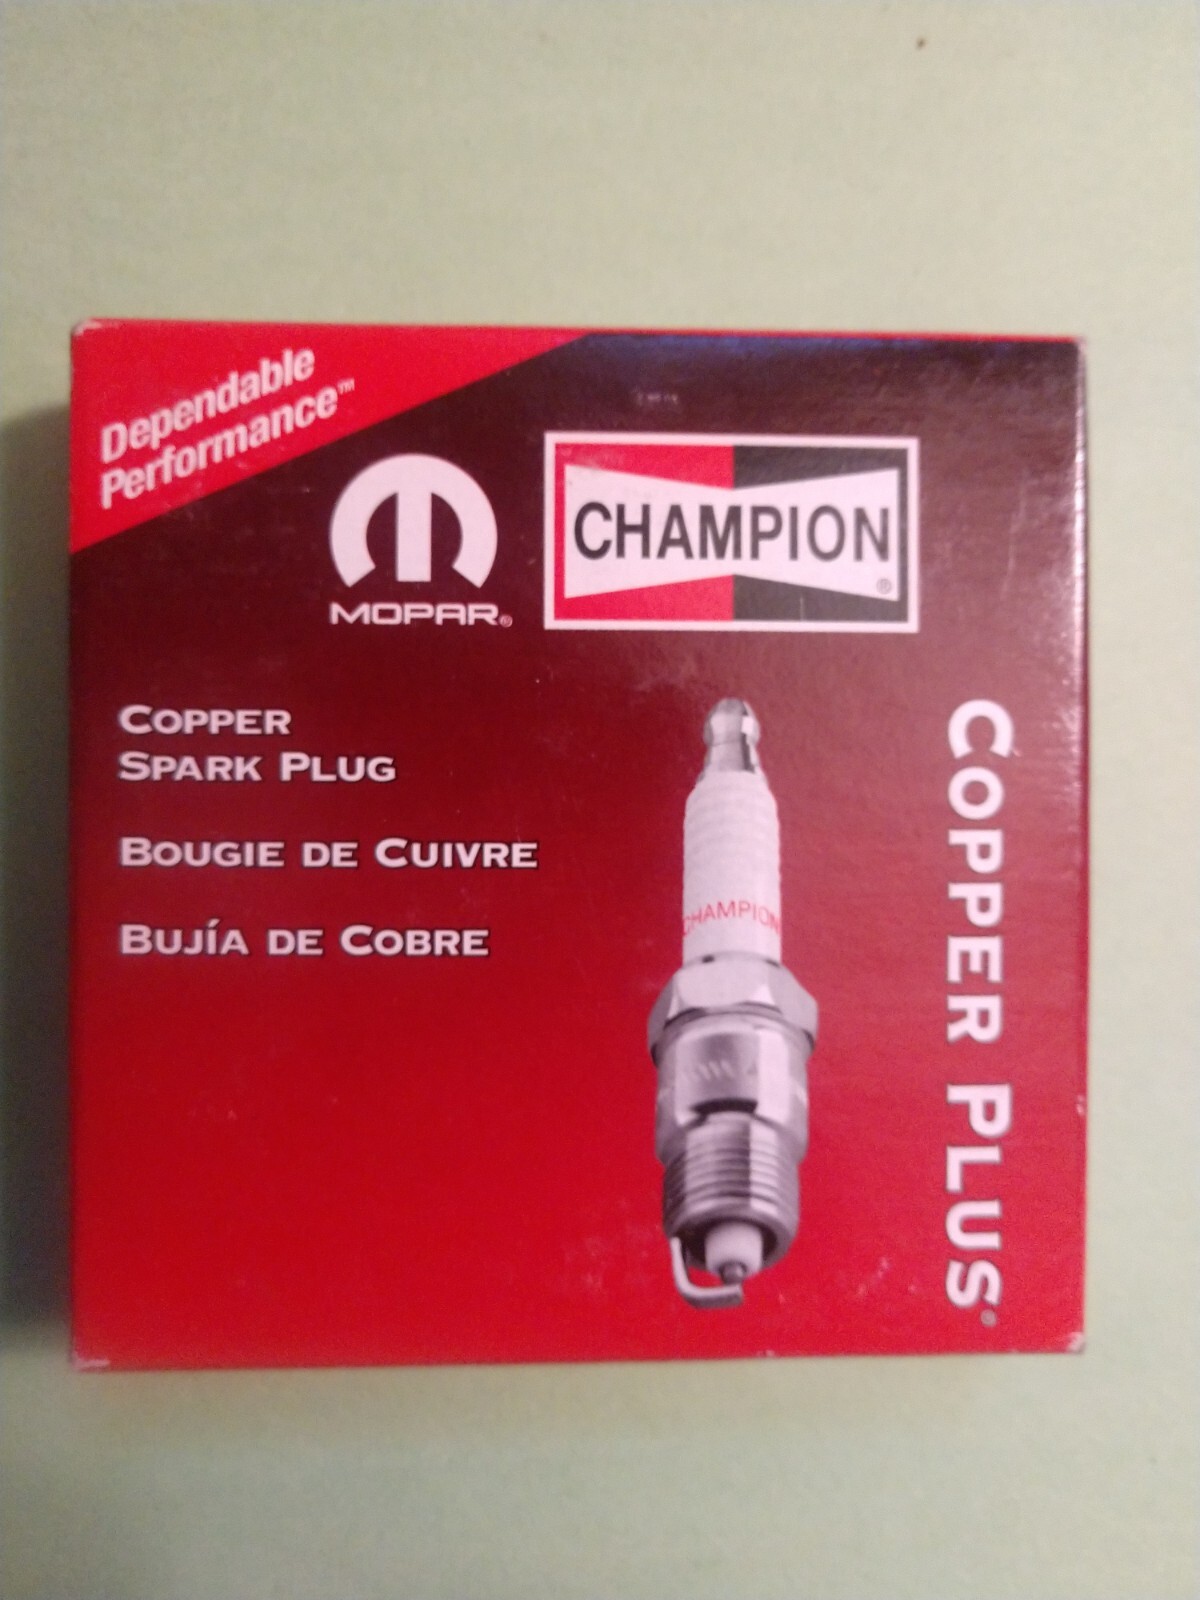 Dependable
Performance™
MOPAR®
CHAMPION
®
COPPER
SPARK PLUG
BOUGIE DE CUIVRE
BUJÍA DE COBRE
CHAMPION
COPPER PLUS®